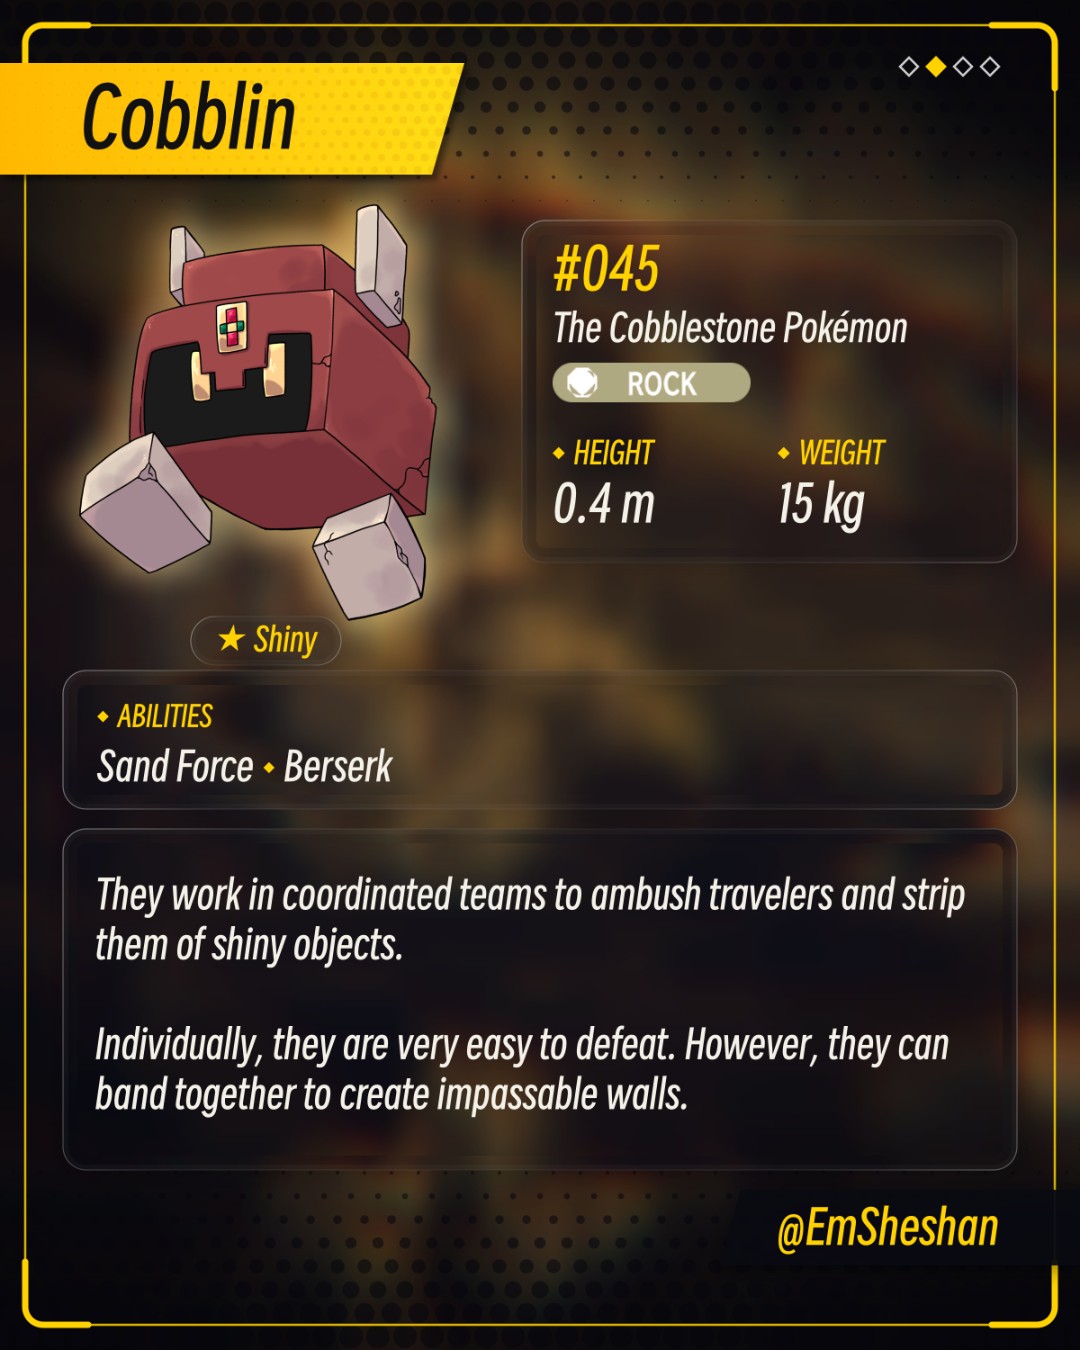 Cobblin
#045
The Cobblestone Pokémon
ROCK
HEIGHT
WEIGHT
0.4 m
15 kg
★ Shiny
ABILITIES
Sand Force • Berserk
They work in coordinated teams to ambush travelers and strip
them of shiny objects.
Individually, they are very easy to defeat. However, they can
band together to create impassable walls.
@EmSheshan